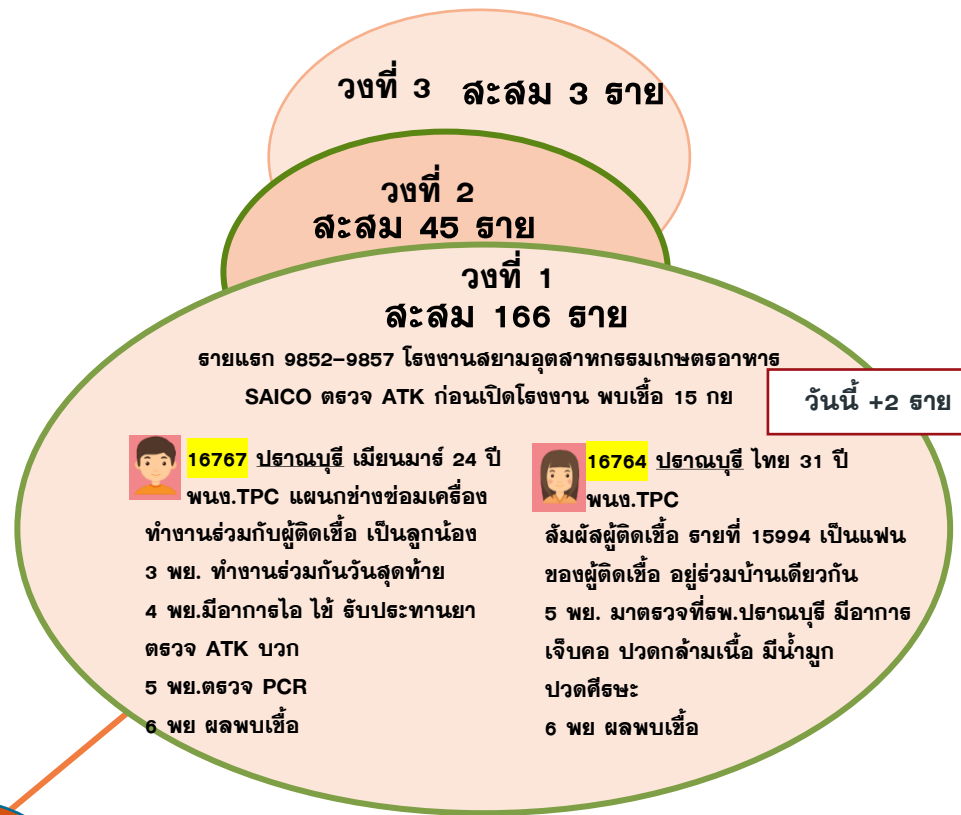 วงที่ 3 สะสม 3 ราย
วงที่ 2
สะสม 45 ราย
วงที่ 1
สะสม 166 ราย
รายแรก 9852-9857 โรงงานสยามอุตสาหกรรมเกษตรอาหาร
SAICO ตรวจ ATK ก่อนเปิดโรงงาน พบเชื้อ 15 กย
วันนี้ +2 ราย
16767 ปราณบุรี เมียนมาร์ 24 ปี
พนง.TPC แผนกช่างซ่อมเครื่อง
ทำงานร่วมกับผู้ติดเชื้อ เป็นลูกน้อง
3 พย. ทำงานร่วมกันวันสุดท้าย
4 พย.มีอาการไอ ไข้ รับประทานยา
ตรวจ ATK บวก
5 พย.ตรวจ PCR
6 พย ผลพบเชื้อ
16764 ปราณบุรี ไทย 31 ปี
พนง.TPC
สัมผัสผู้ติดเชื้อ รายที่ 15994 เป็นแฟน
ของผู้ติดเชื้อ อยู่ร่วมบ้านเดียวกัน
5 พย. มาตรวจที่รพ.ปราณบุรี มีอาการ
เจ็บคอ ปวดกล้ามเนื้อ มีน้ำมูก
ปวดศีรษะ
6 พย ผลพบเชื้อ